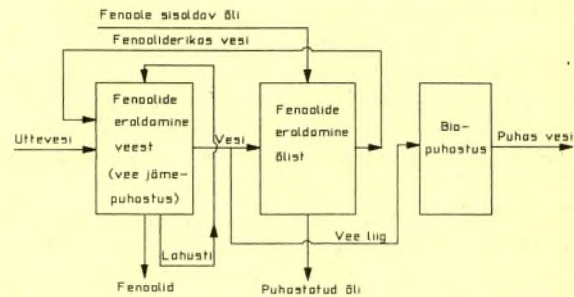 Fenoole sisaldav õli
Fenooliderikas vesi
Fenoolide
eraldamine
veest
(vee jäme-
puhastus)
Fenoolide
eraldamine
õlist
Bio-
puhastus
Uttevesi
Vesi
Puhas vesi
Lahusti
Vee liig
Fenoolid
Puhastatud õli